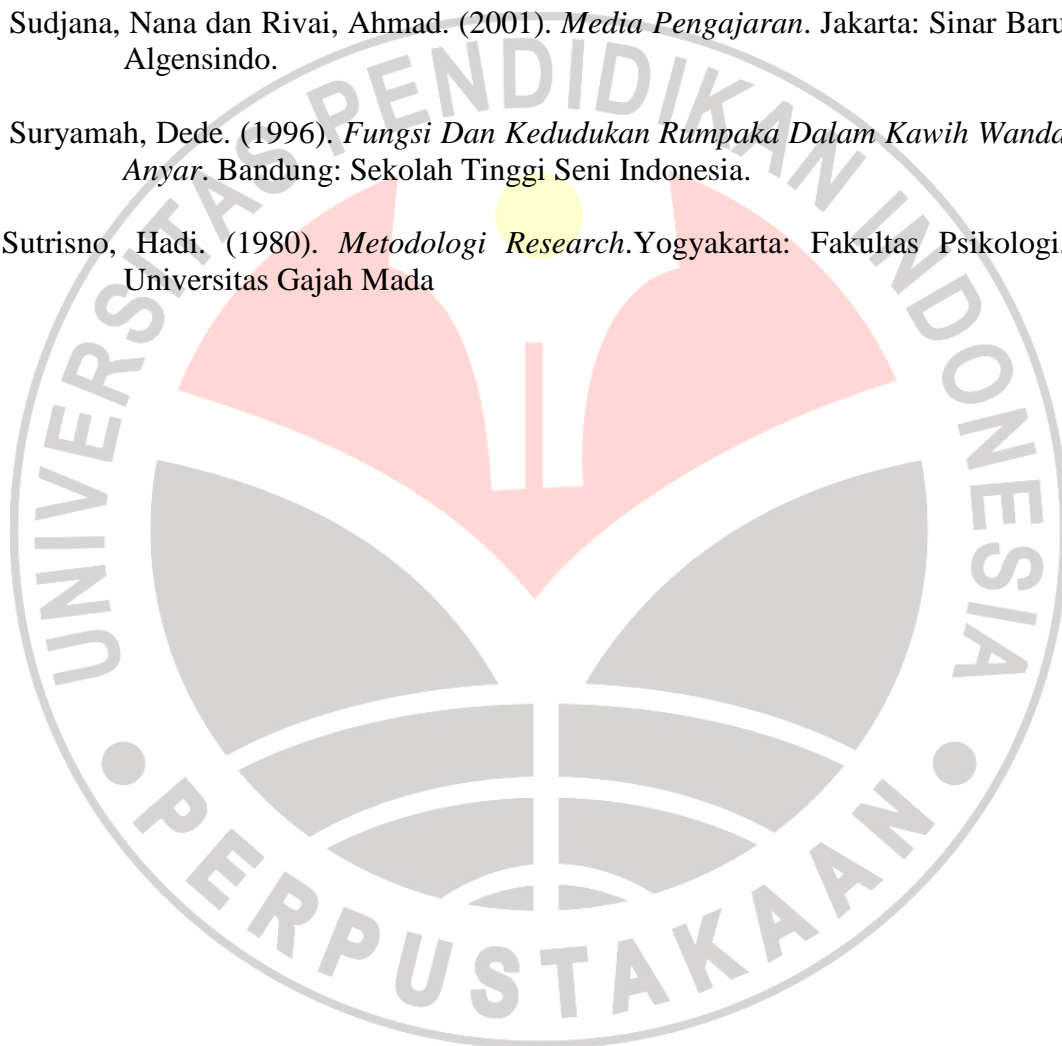 Sudjana, Nana dan Rivai, Ahmad. (2001). Media Pengajaran. Jakarta: Sinar Baru
Algensindo.
Suryamah, Dede. (1996). Fungsi Dan Kedudukan Rumpaka Dalam Kawih Wanda
Anyar. Bandung: Sekolah Tinggi Seni Indonesia.
Sutrisno, Hadi. (1980). Metodologi Research.Yogyakarta: Fakultas Psikologi.
Universitas Gajah Mada
UNIVERSITAS PENDIDIKAN INDONESIA
PERPUSTAKAAN